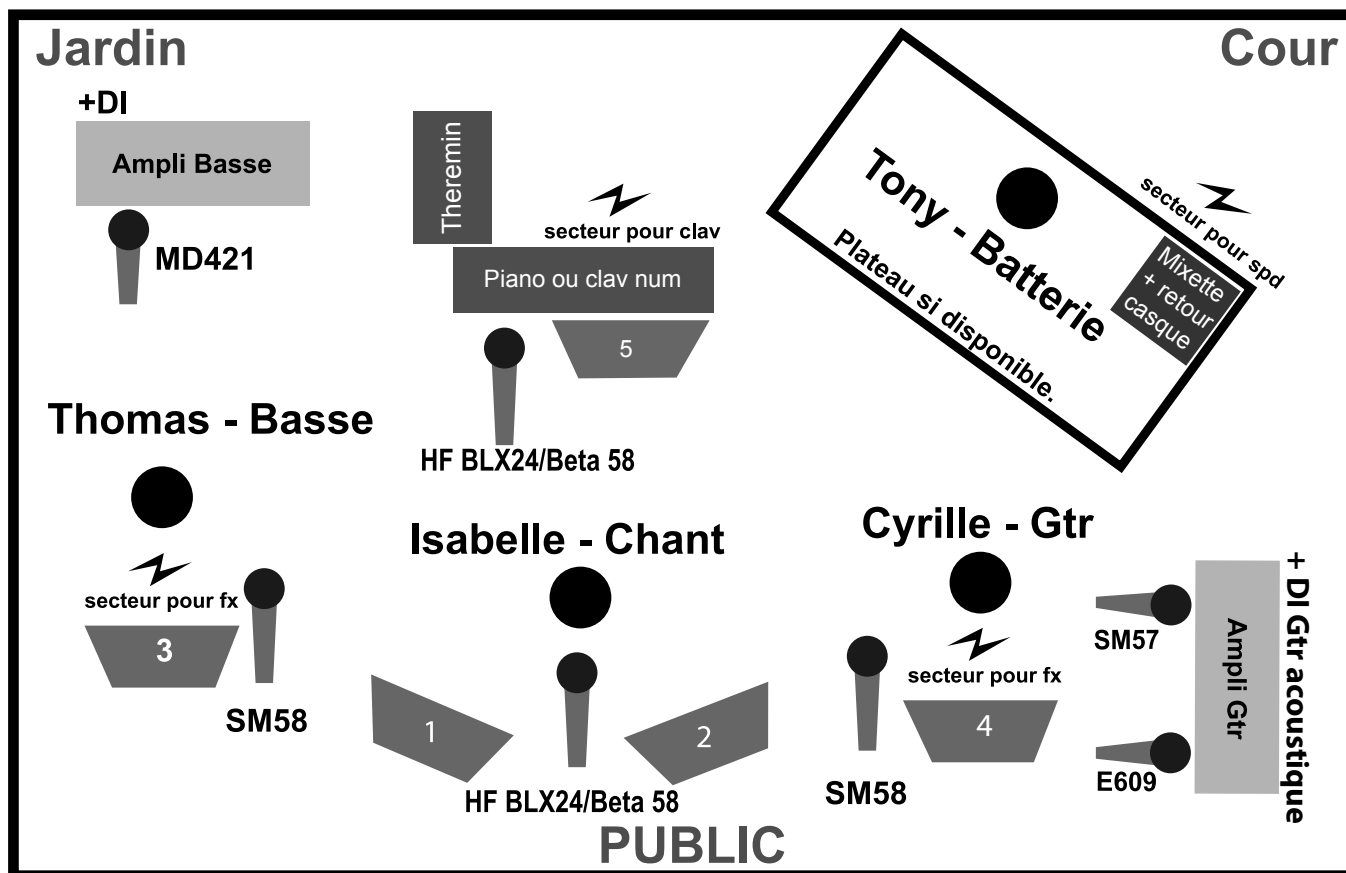 Jardin
Cour
+DI
Ampli Basse
MD421
Theremin
secteur pour clav
Piano ou clav num
5
HF BLX24/Beta 58
Tony - Batterie
Plateau si disponible.
secteur pour spd
Mixette
+ retour
casque
Thomas - Basse
secteur pour fx
3
SM58
Isabelle - Chant
1
2
HF BLX24/Beta 58
Cyrille - Gtr
secteur pour fx
4
SM58
SM57
E609
Ampli Gtr
+ DI Gtr acoustique
PUBLIC